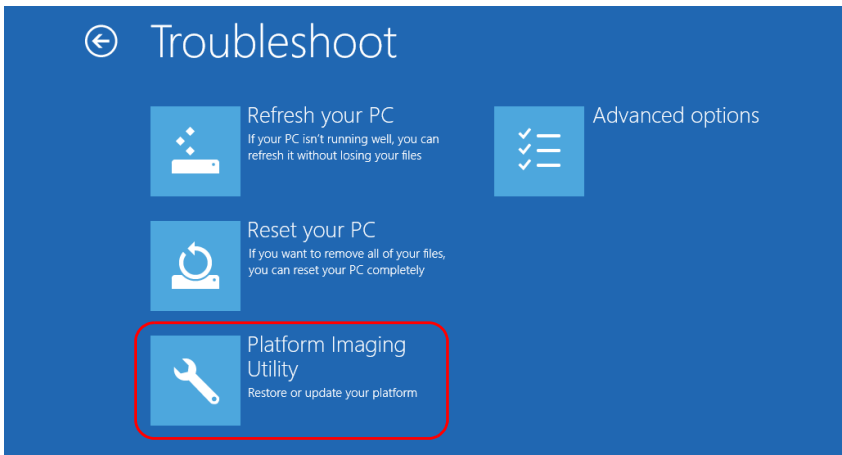 Troubleshoot
Refresh your PC
If your PC isn't running well, you can
refresh it without losing your files
Advanced options
Reset your PC
If you want to remove all of your files,
you can reset your PC completely
Platform Imaging
Utility
Restore or update your platform